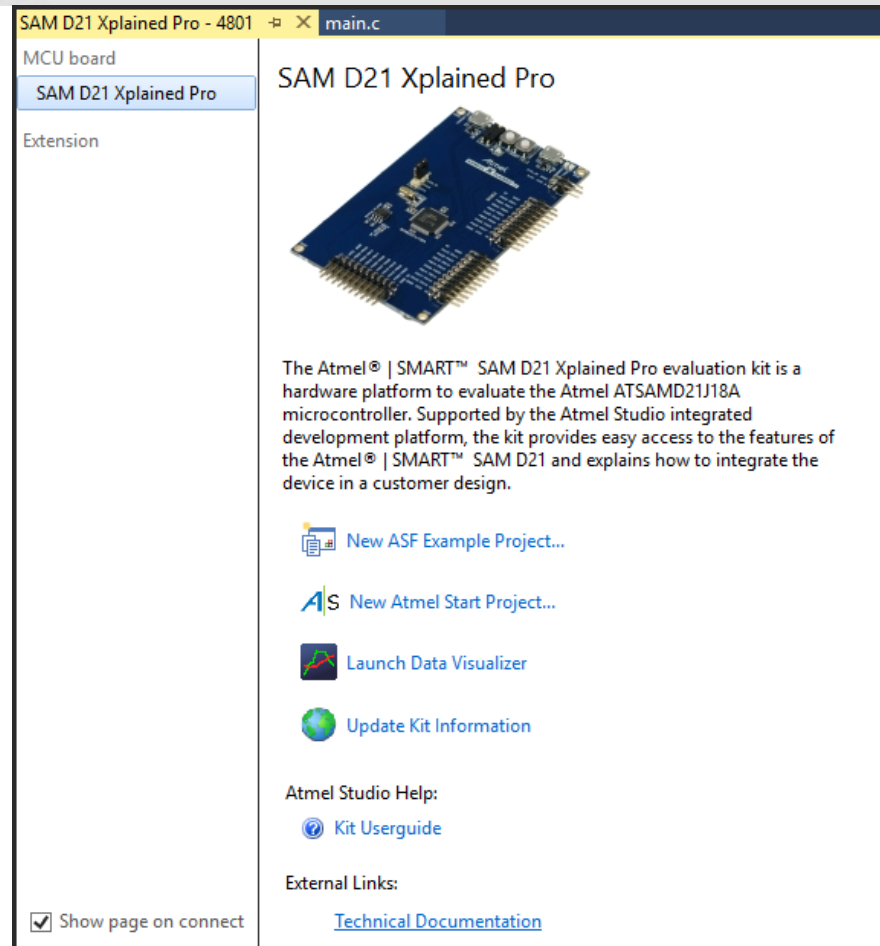 SAM D21 Xplained Pro - 4801
main.c
MCU board
SAM D21 Xplained Pro
Extension
SAM D21 Xplained Pro
Atmel
The Atmel® | SMART™ SAM D21 Xplained Pro evaluation kit is a
hardware platform to evaluate the Atmel ATSAMD21J18A
microcontroller. Supported by the Atmel Studio integrated
development platform, the kit provides easy access to the features of
the Atmel® | SMART™ SAM D21 and explains how to integrate the
device in a customer design.
New ASF Example Project...
A|S New Atmel Start Project...
Launch Data Visualizer
Update Kit Information
Atmel Studio Help:
? Kit Userguide
External Links:
Technical Documentation
Show page on connect